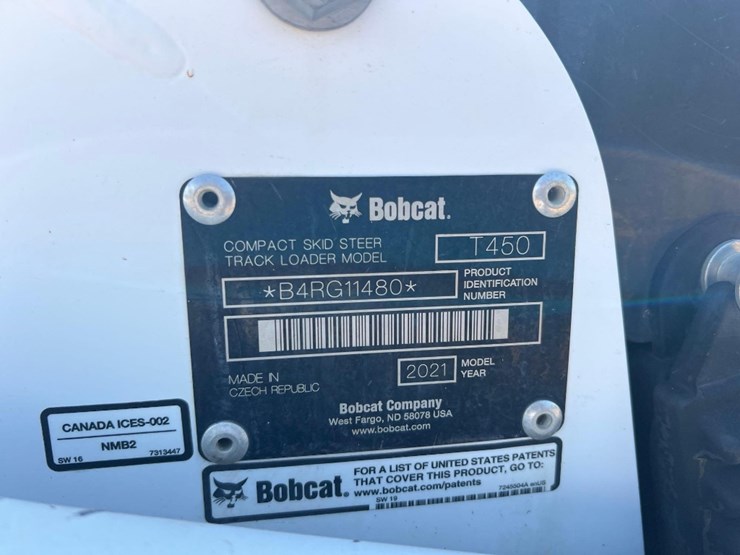 Bobcat.
COMPACT SKID STEER
TRACK LOADER MODEL T450
*B4RG11480* PRODUCT
IDENTIFICATION
NUMBER
2021 MODEL
YEAR
MADE IN
CZECH REPUBLIC
Bobcat Company
West Fargo, ND 58078 USA
www.bobcat.com
CANADA ICES-002
NMB2
SW 16 7313447
Bobcat.
FOR A LIST OF UNITED STATES PATENTS
THAT COVER THIS PRODUCT, GO TO:
www.bobcat.com/patents
SW 19